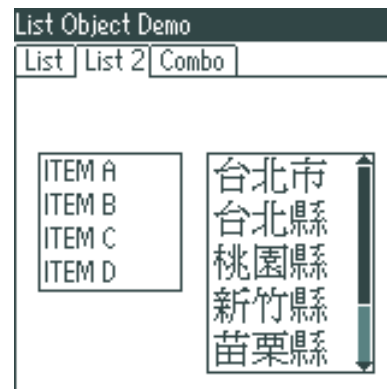 List Object Demo
List List 2 Combo
ITEM A
ITEM B
ITEM C
ITEM D
台北市
台北縣
桃園縣
新竹縣
苗栗縣